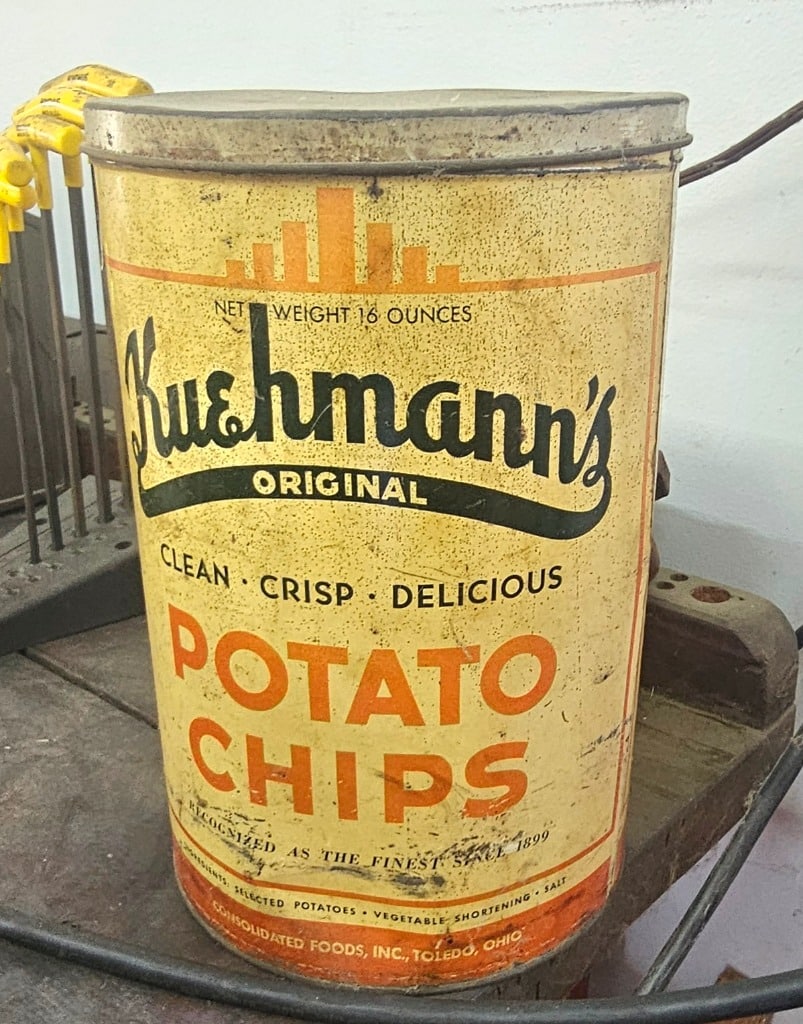 NET WEIGHT 16 OUNCES
Kuehmann's
ORIGINAL
CLEAN · CRISP · DELICIOUS
POTATO
CHIPS
RECOGNIZED AS THE FINEST SINCE 1899
INGREDIENTS: SELECTED POTATOES • VEGETABLE SHORTENING • SALT
CONSOLIDATED FOODS, INC., TOLEDO, OHIO